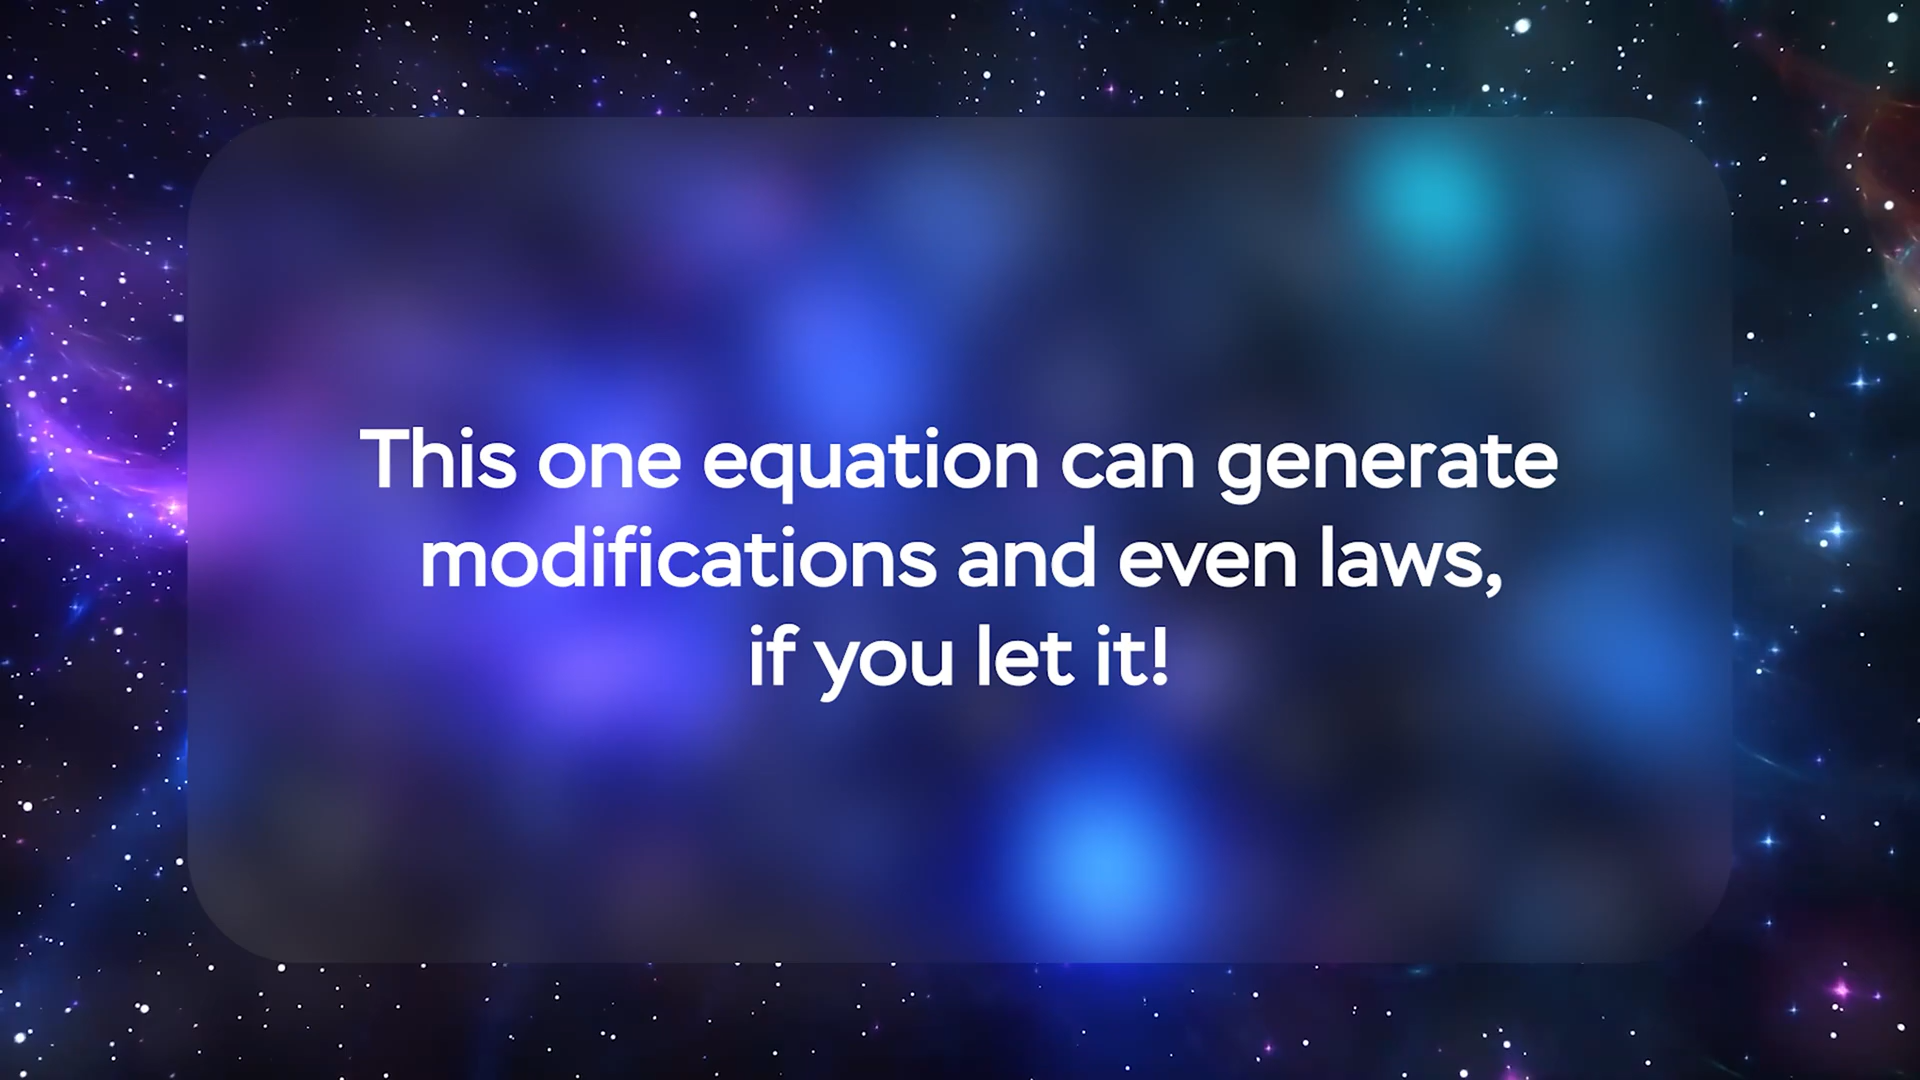 This one equation can generate
modifications and even laws,
if you let it!